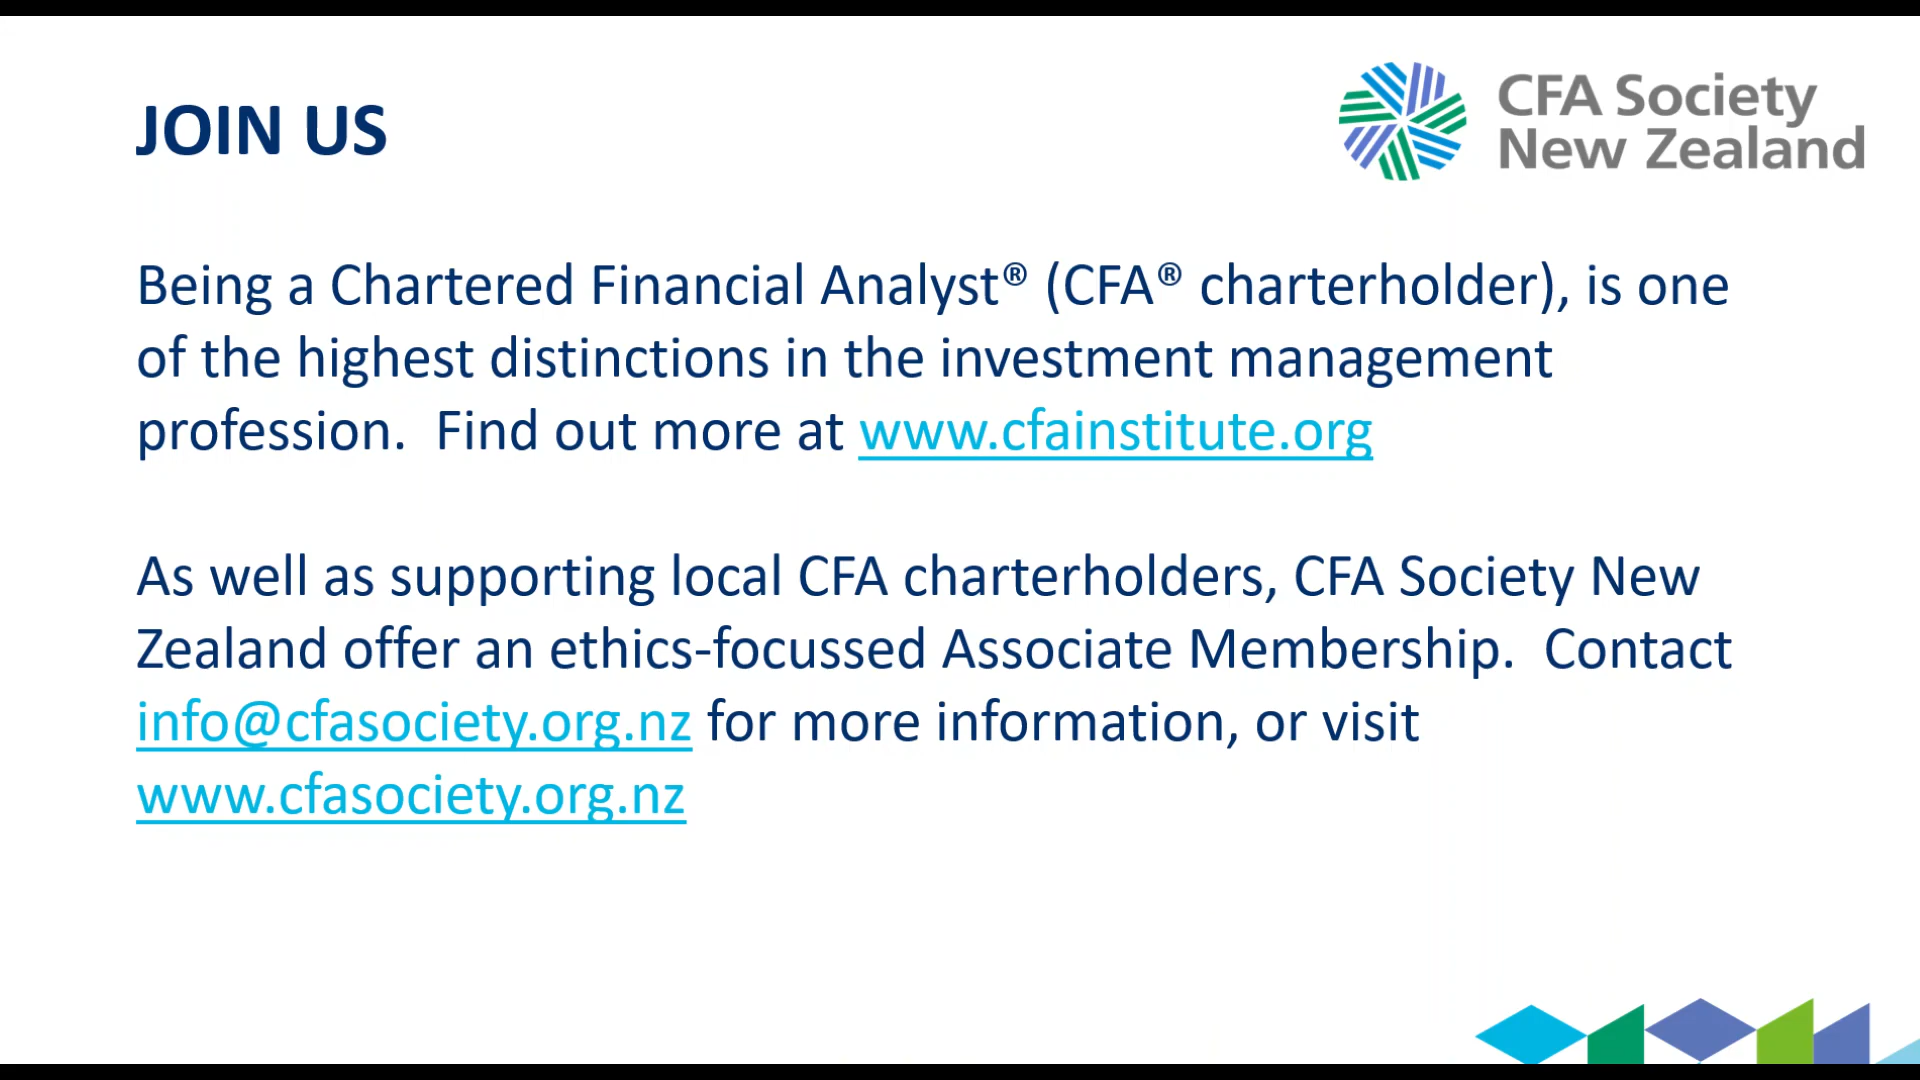 JOIN US
CFA Society
New Zealand
Being a Chartered Financial Analyst® (CFA® charterholder), is one
of the highest distinctions in the investment management
profession.  Find out more at www.cfainstitute.org
As well as supporting local CFA charterholders, CFA Society New
Zealand offer an ethics-focussed Associate Membership.  Contact
info@cfasociety.org.nz for more information, or visit
www.cfasociety.org.nz